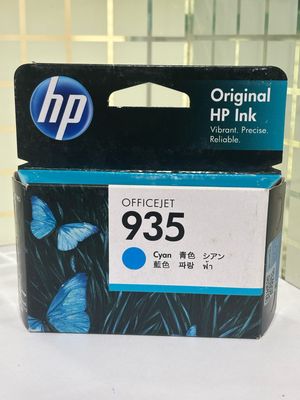 hp
Original
HP Ink
Vibrant. Precise.
Reliable.
OFFICEJET
935
Cyan 青色 シアン
藍色 파랑 ฟ้า